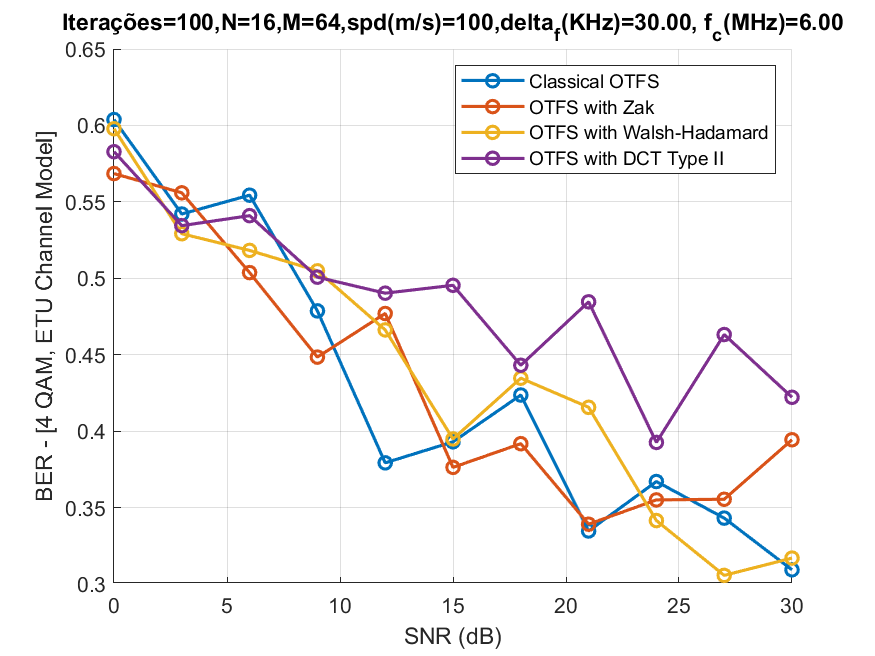 Iterações=100,N=16,M=64,spd(m/s)=100,delta_f(KHz)=30.00, f_c(MHz)=6.00
0.65
0.6
0.55
0.5
0.45
0.4
0.35
0.3
BER - [4 QAM, ETU Channel Model]
Classical OTFS
OTFS with Zak
OTFS with Walsh-Hadamard
OTFS with DCT Type II
0 5 10 15 20 25 30
SNR (dB)